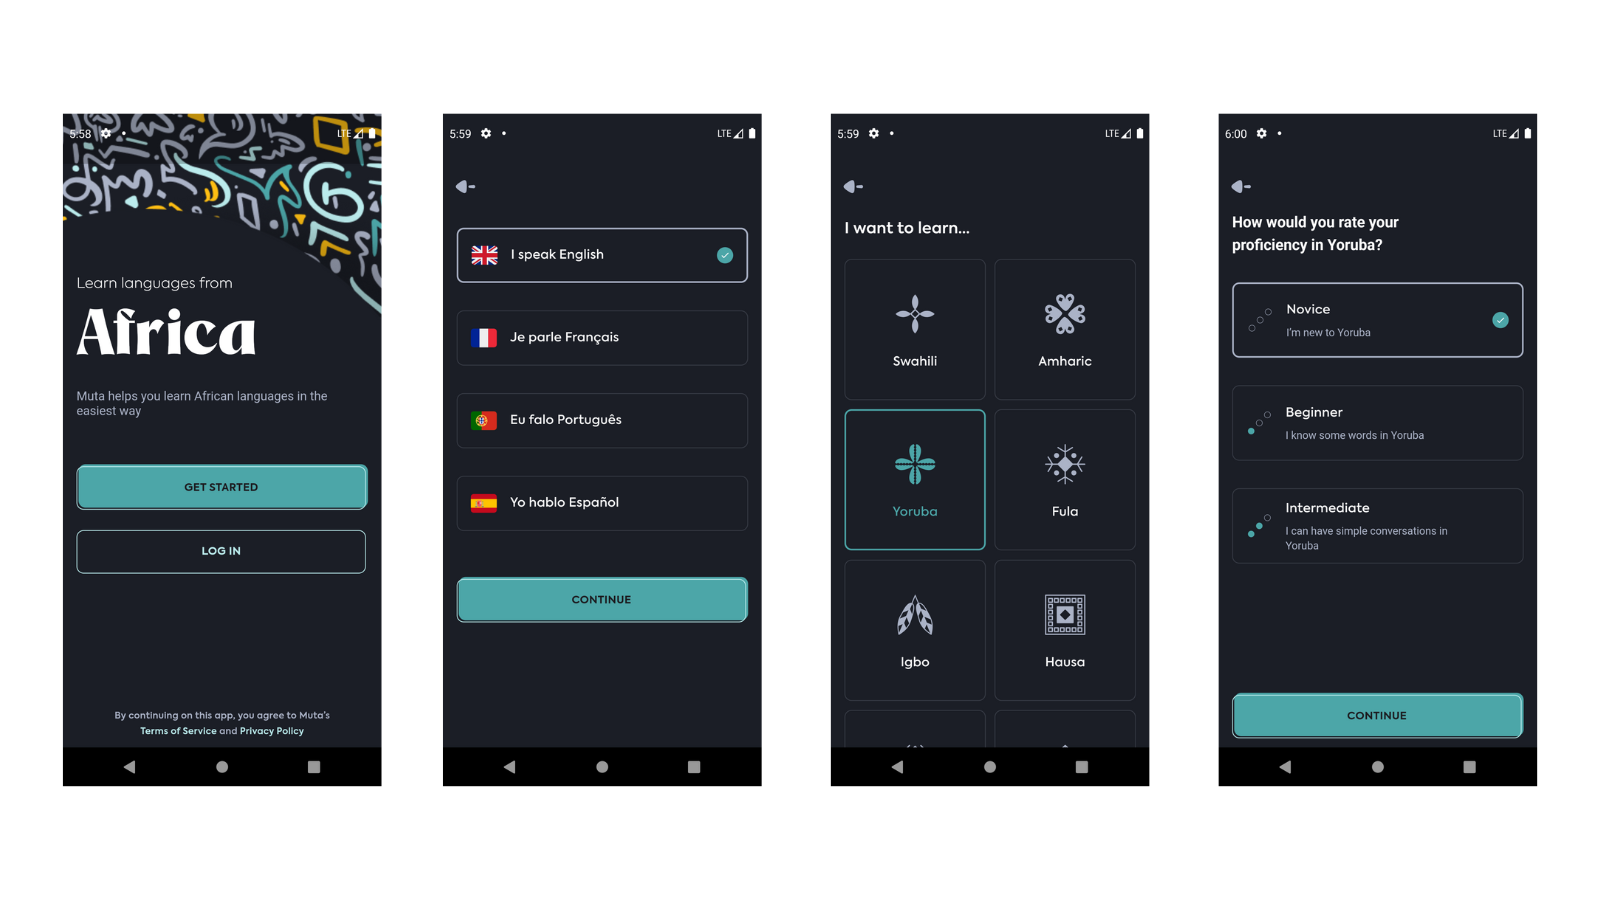 5:58
LTE
Learn languages from
Africa
Muta helps you learn African languages in the
easiest way
GET STARTED
LOG IN
By continuing on this app, you agree to Muta's
Terms of Service and Privacy Policy
5:59
LTE
I speak English
Je parle Français
Eu falo Português
Yo hablo Español
CONTINUE
5:59
LTE
I want to learn...
Swahili
Amharic
Yoruba
Fula
Igbo
Hausa
6:00
LTE
How would you rate your
proficiency in Yoruba?
Novice
I'm new to Yoruba
Beginner
I know some words in Yoruba
Intermediate
I can have simple conversations in
Yoruba
CONTINUE